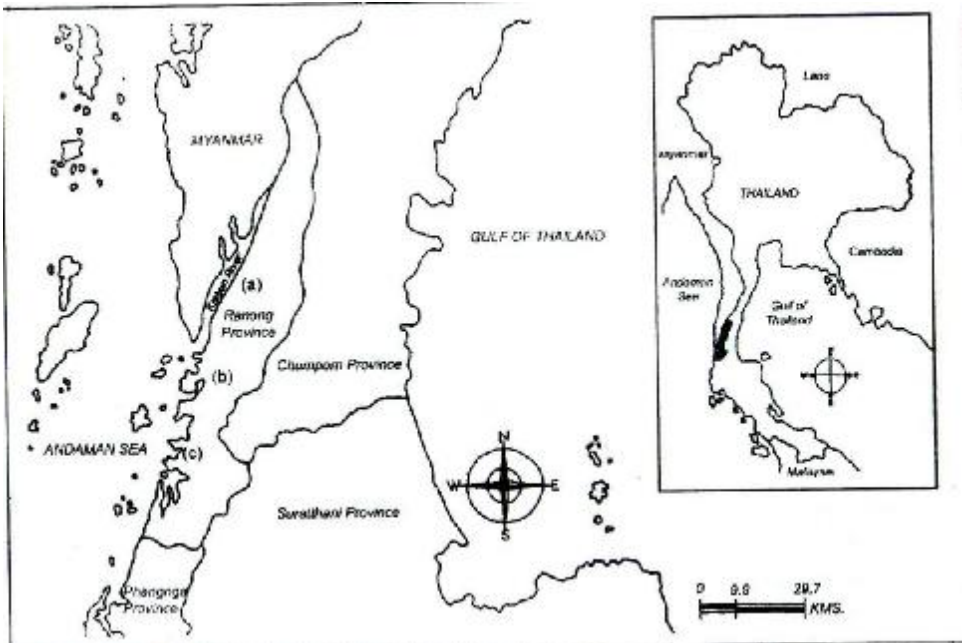 MYANMAR
GULF OF THAILAND
(a)
Ranong
Province
(b)
Chumporn Province
ANDAMAN SEA
(c)
N
W
E
S
Suratthani Province
Phangnga
Province
0 9.9 29.7
KMS.
Laos
Myanmar
THAILAND
Cambodia
Andaman
Sea
Gulf of
Thailand
Malaysia